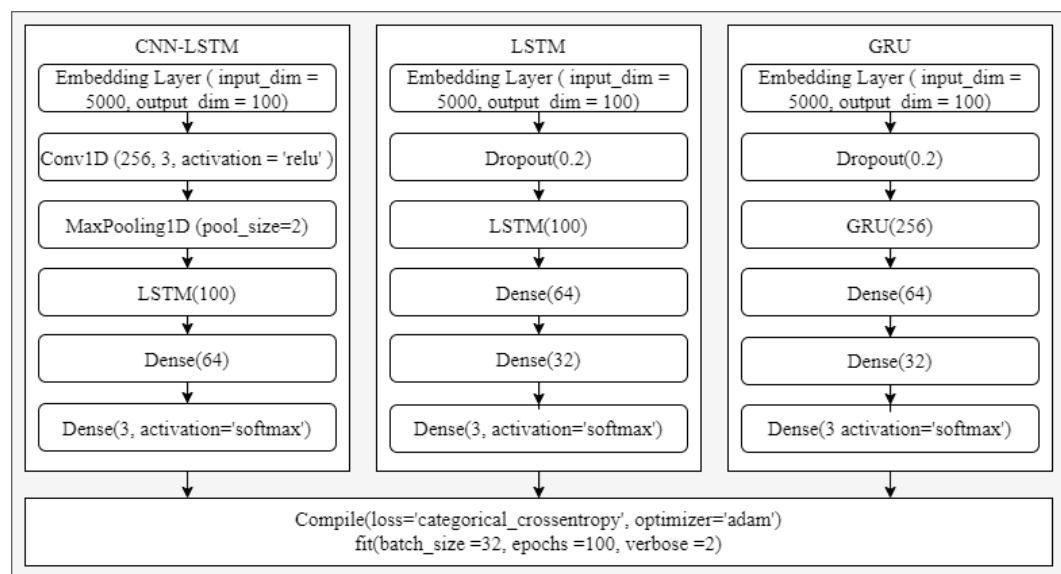 CNN-LSTM
Embedding Layer ( input_dim =
5000, output_dim = 100)
Conv1D (256, 3, activation = 'relu' )
MaxPooling1D (pool_size=2)
LSTM(100)
Dense(64)
Dense(3, activation='softmax')
LSTM
Embedding Layer ( input_dim =
5000, output_dim = 100)
Dropout(0.2)
LSTM(100)
Dense(64)
Dense(32)
Dense(3, activation='softmax')
GRU
Embedding Layer ( input_dim =
5000, output_dim = 100)
Dropout(0.2)
GRU(256)
Dense(64)
Dense(32)
Dense(3 activation='softmax')
Compile(loss='categorical_crossentropy', optimizer='adam')
fit(batch_size =32, epochs =100, verbose =2)